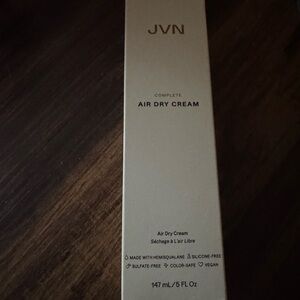 JVN
COMPLETE
AIR DRY CREAM
Air Dry Cream
Séchage à L'air Libre
MADE WITH HEMISQUALANE SILICONE-FREE
SULFATE-FREE COLOR-SAFE VEGAN
147 mL/5 Fl Oz